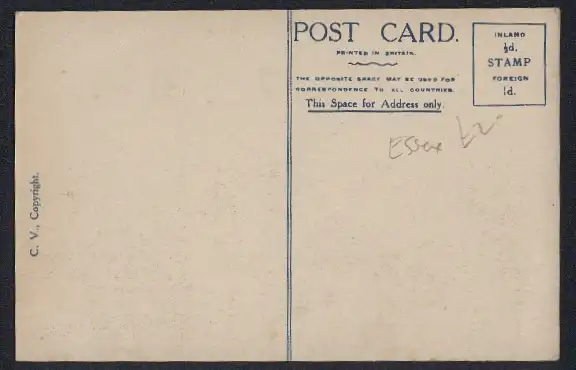 POST CARD.
PRINTED IN BRITAIN.
THE OPPOSITE SPACE MAY BE USED FOR
CORRESPONDENCE TO ALL COUNTRIES.
This Space for Address only.
INLAND
½d.
STAMP
FOREIGN
1d.
Essex
C. V., Copyright.